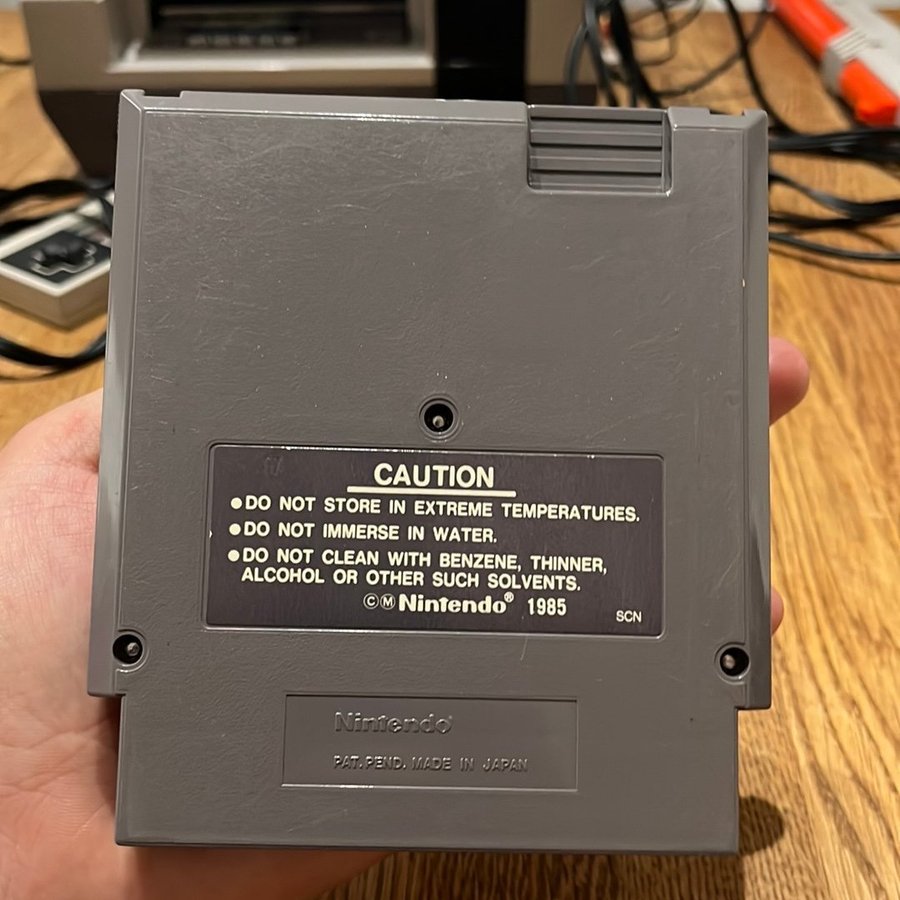 CAUTION
●DO NOT STORE IN EXTREME TEMPERATURES.
●DO NOT IMMERSE IN WATER.
●DO NOT CLEAN WITH BENZENE, THINNER,
ALCOHOL OR OTHER SUCH SOLVENTS.
ⒸⓂNintendo® 1985
SCN
Nintendo®
PAT. PEND. MADE IN JAPAN